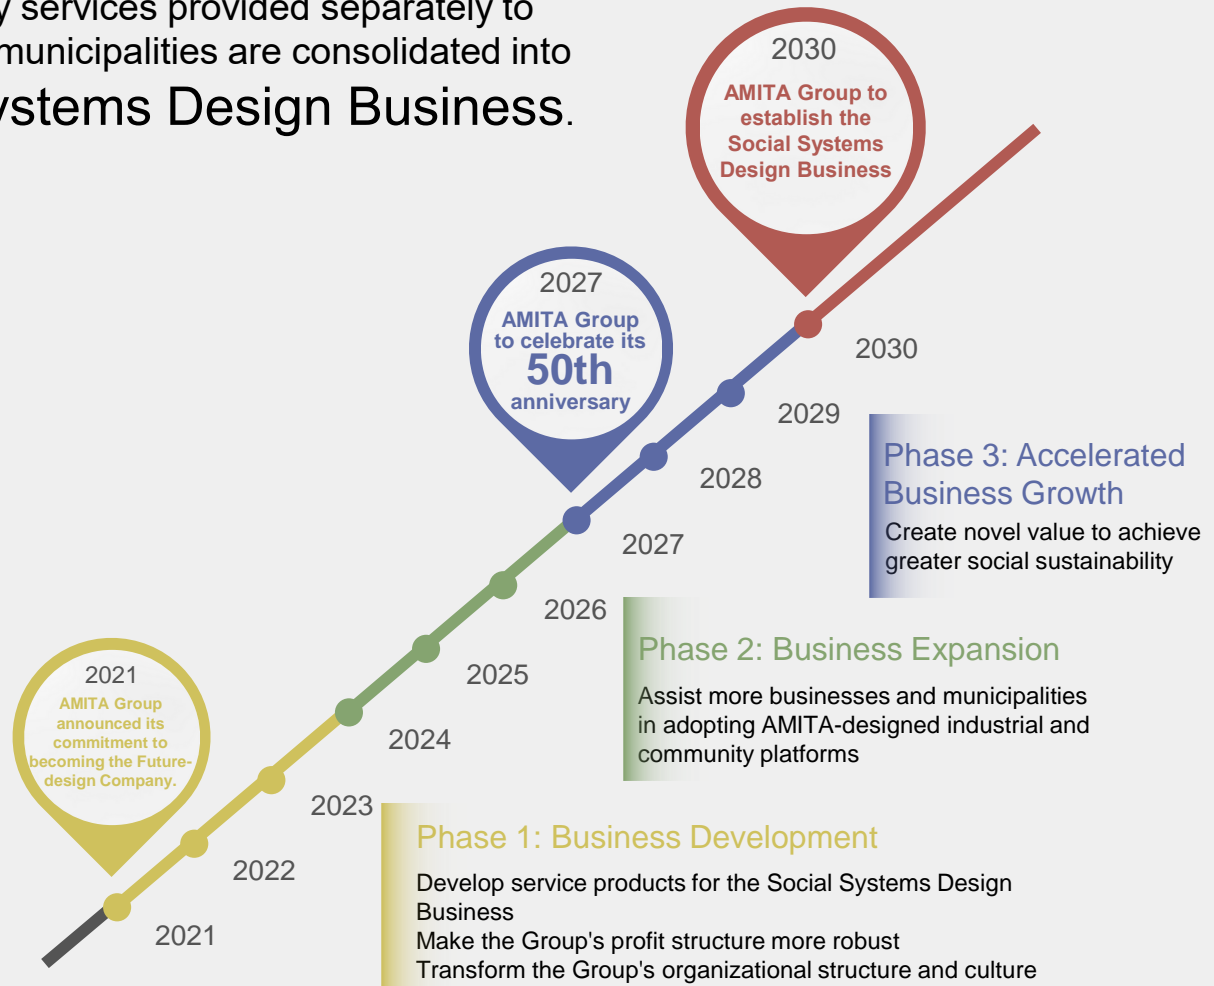 services provided separately to
municipalities are consolidated into
Design Business.
2030
AMITA Group to
establish the
Social Systems
Design Business
2027
AMITA Group
to celebrate its
50th
anniversary
2030
2029
2028
2027
2026
2025
2024
2023
2022
2021
Phase 3: Accelerated
Business Growth
Create novel value to achieve
greater social sustainability
Phase 2: Business Expansion
Assist more businesses and municipalities
in adopting AMITA-designed industrial and
community platforms
2021
AMITA Group
announced its
commitment to
becoming the Future-
design Company.
Phase 1: Business Development
Develop service products for the Social Systems Design
Business
Make the Group's profit structure more robust
Transform the Group's organizational structure and culture